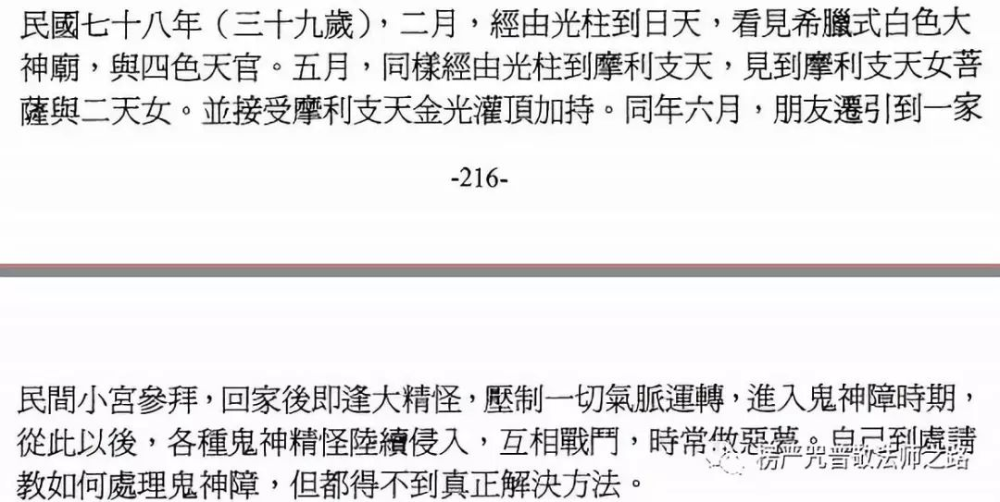 民國七十八年（三十九歲），二月，經由光柱到日天，看見希臘式白色大
神廟，與四色天官。五月，同樣經由光柱到摩利支天，見到摩利支天女菩
薩與二天女。並接受摩利支天金光灌頂加持。同年六月，朋友遷引到一家
-216-
民間小宮參拜，回家後即逢大精怪，壓制一切氣脈運轉，進入鬼神障時期，
從此以後，各種鬼神精怪陸續侵入，互相戰鬥，時常做惡夢。自己到處請
教如何處理鬼神障，但都得不到真正解決方法。
楞严咒普敬法师之路